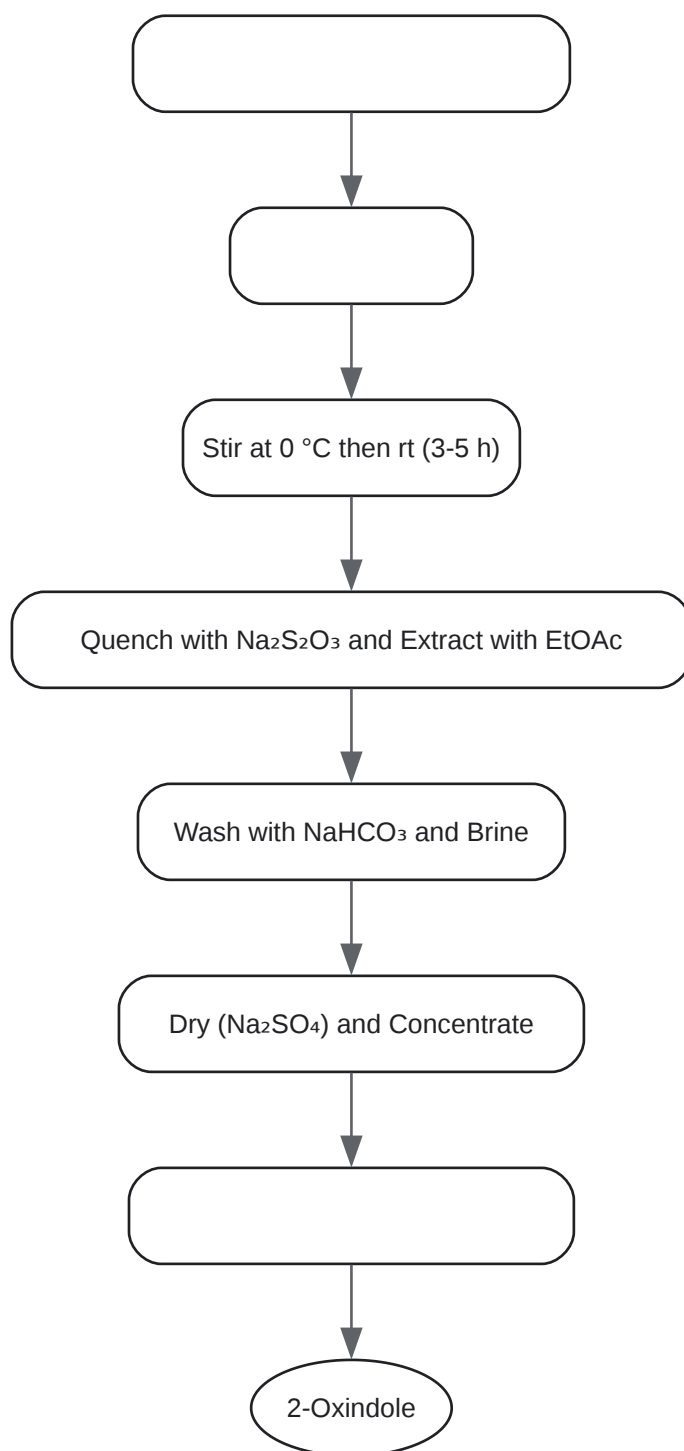 Stir at 0 °C then rt (3-5 h)
Quench with Na₂S₂O₃ and Extract with EtOAc
Wash with NaHCO₃ and Brine
Dry (Na₂SO₄) and Concentrate
2-Oxindole